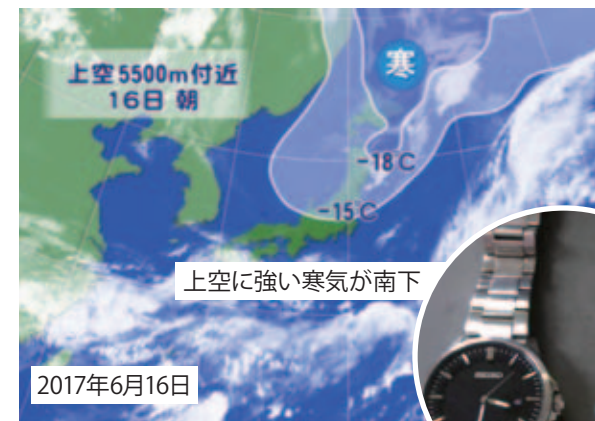 上空5500m付近
16日 朝
寒
-18℃
-15℃
上空に強い寒気が南下
2017年6月16日
SEIKO